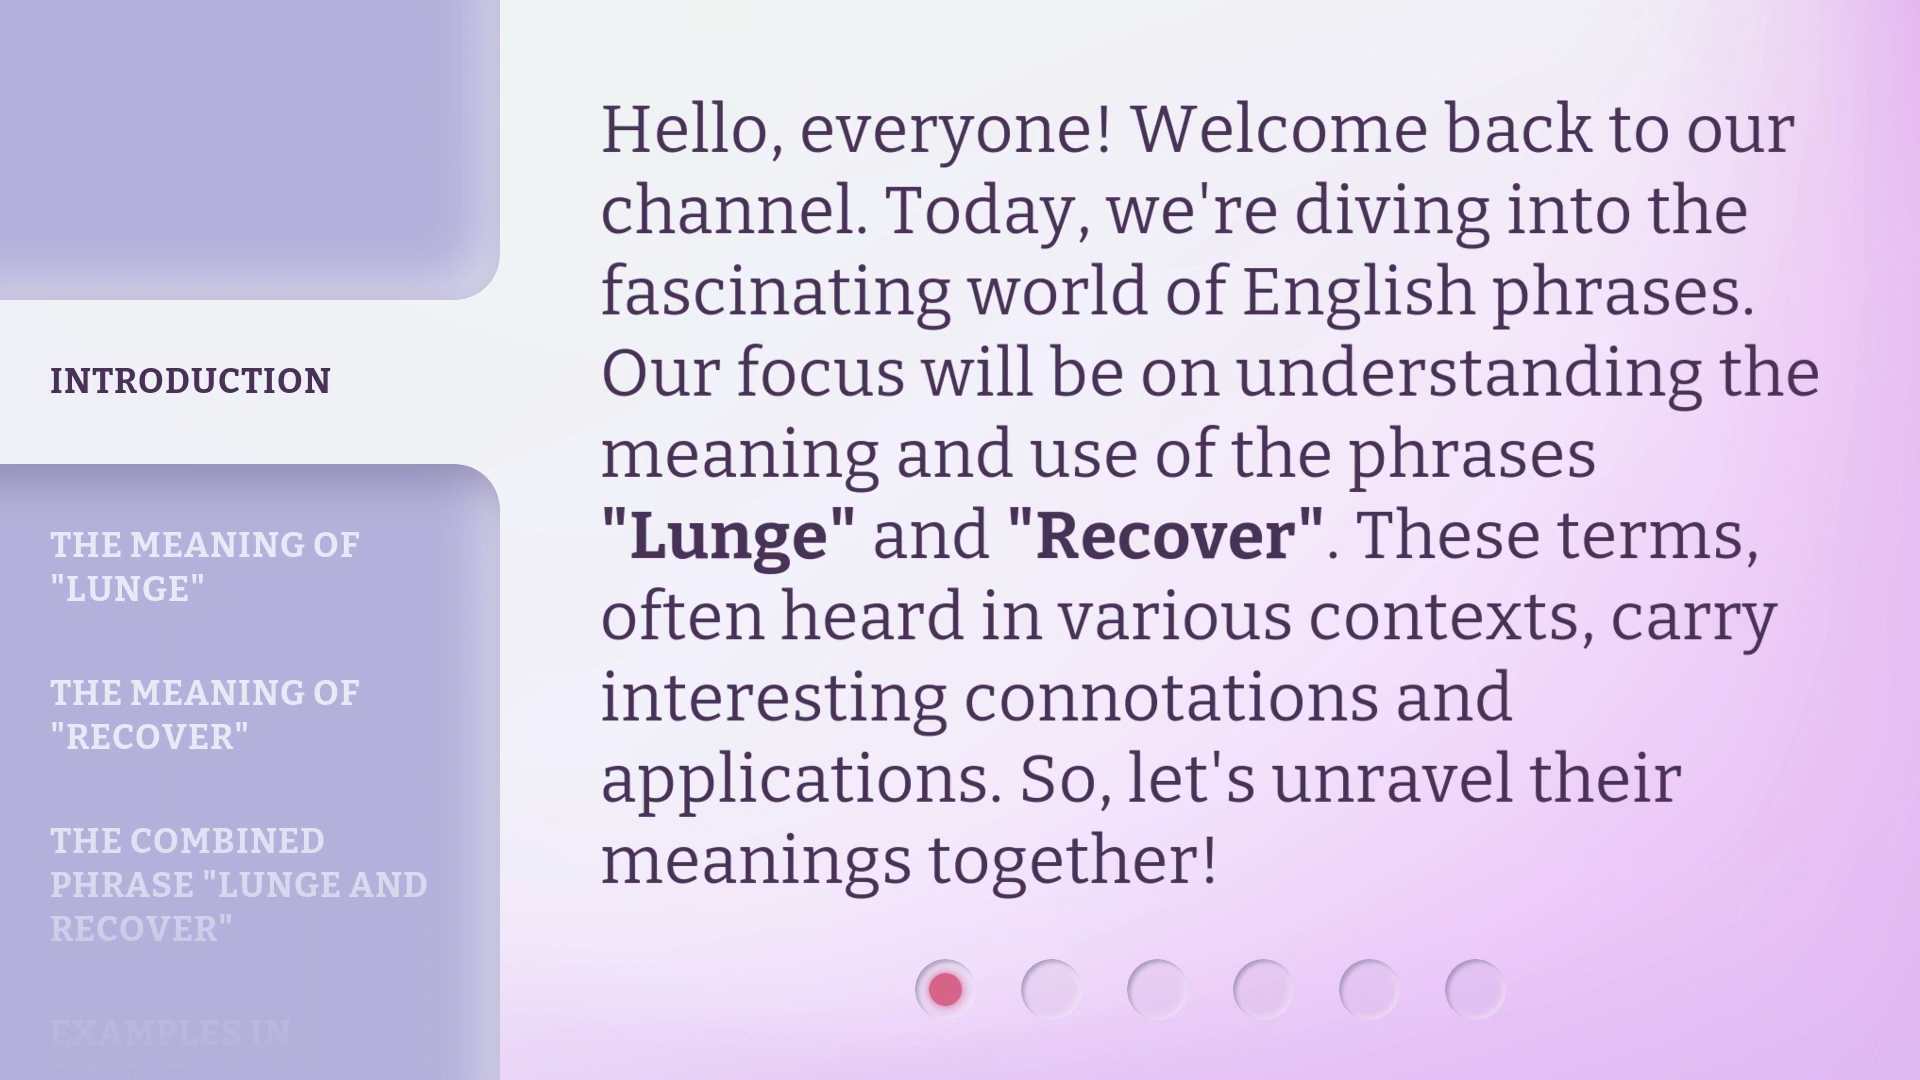 INTRODUCTION
THE MEANING OF
"LUNGE"
THE MEANING OF
"RECOVER"
THE COMBINED
PHRASE "LUNGE AND
RECOVER"
EXAMPLES IN
Hello, everyone! Welcome back to our
channel. Today, we're diving into the
fascinating world of English phrases.
Our focus will be on understanding the
meaning and use of the phrases
"Lunge" and "Recover". These terms,
often heard in various contexts, carry
interesting connotations and
applications. So, let's unravel their
meanings together!